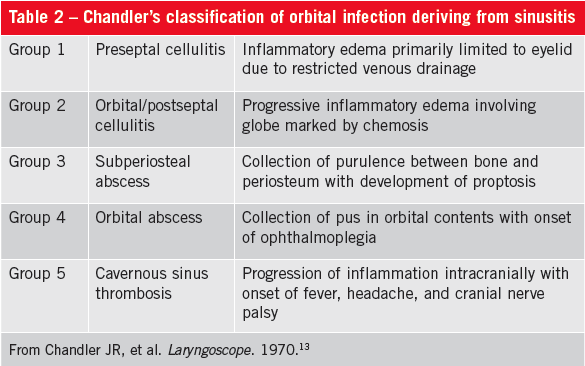 Table 2 – Chandler's classification of orbital infection deriving from sinusitis
Group 1 Preseptal cellulitis Inflammatory edema primarily limited to eyelid
due to restricted venous drainage
Group 2 Orbital/postseptal Progressive inflammatory edema involving
cellulitis globe marked by chemosis
Group 3 Subperiosteal Collection of purulence between bone and
abscess periosteum with development of proptosis
Group 4 Orbital abscess Collection of pus in orbital contents with onset
of ophthalmoplegia
Group 5 Cavernous sinus Progression of inflammation intracranially with
thrombosis onset of fever, headache, and cranial nerve
palsy
From Chandler JR, et al. Laryngoscope. 1970.13